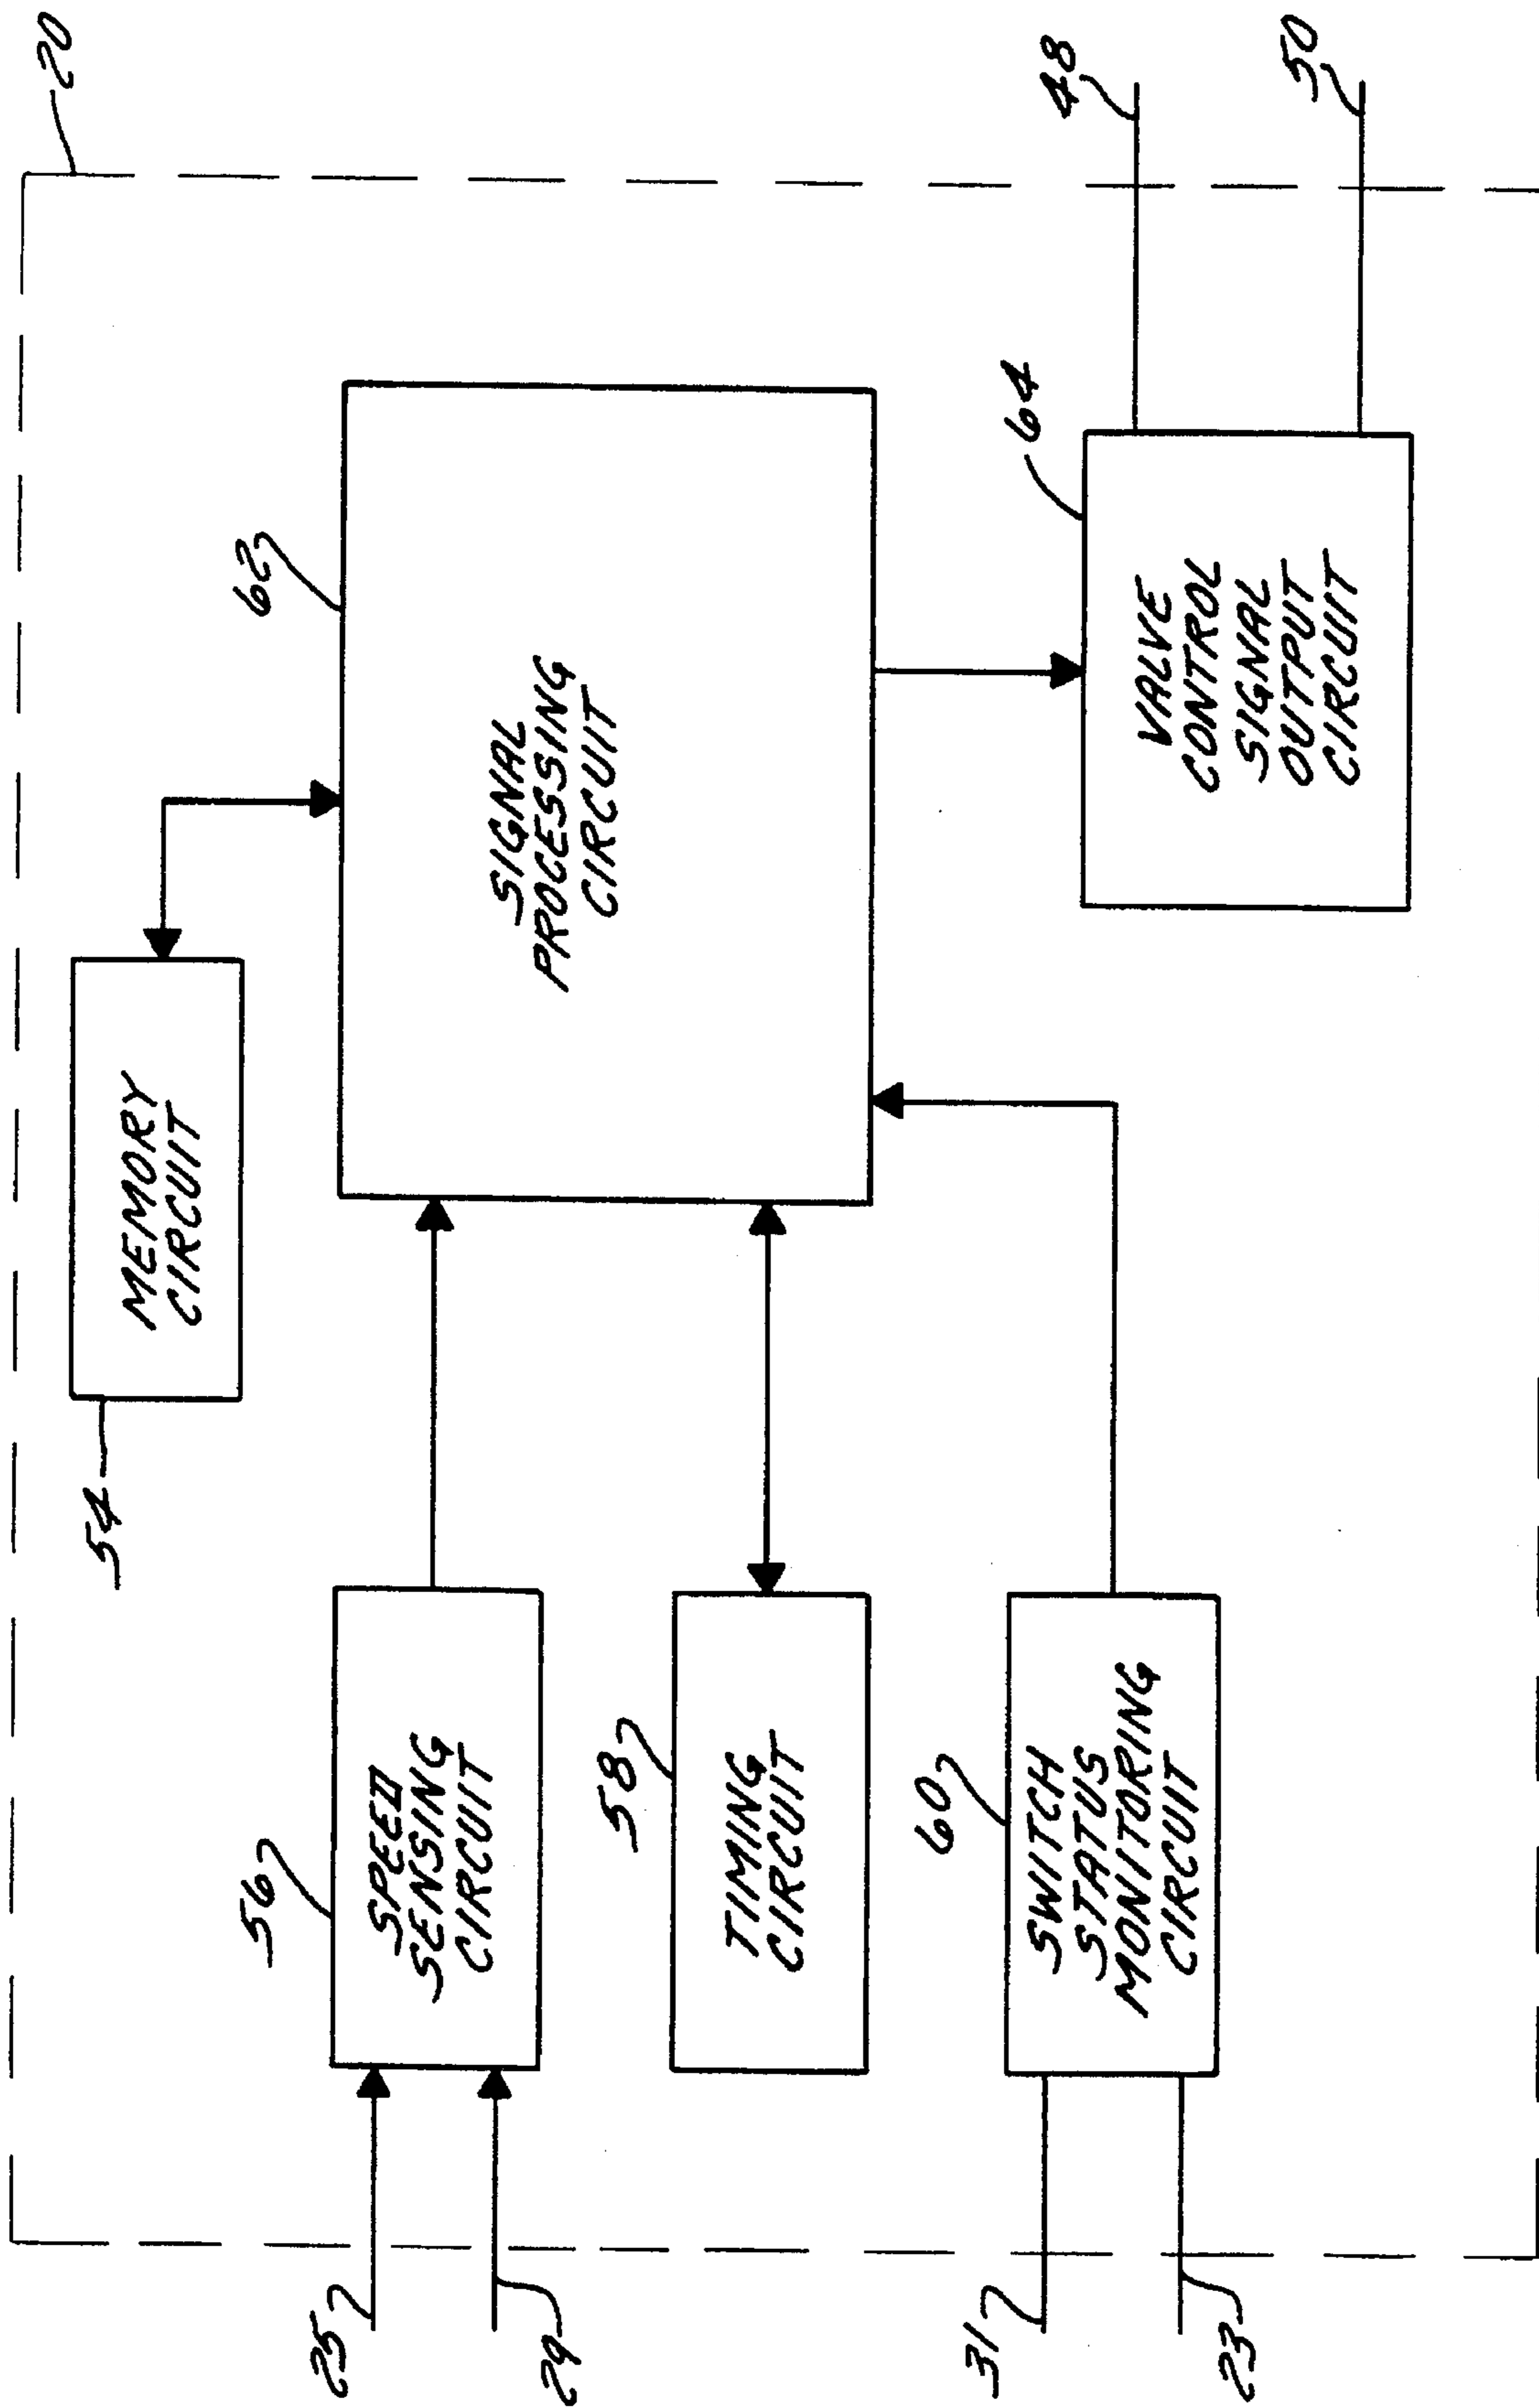 20
54
MEMORY
CIRCUIT
62
SIGNAL
PROCESSING
CIRCUIT
25
29
56
SPEED
SENSING
CIRCUIT
58
TIMING
CIRCUIT
31
23
60
SWITCH
STATUS
MONITORING
CIRCUIT
64
VALVE
CONTROL
SIGNAL
OUTPUT
CIRCUIT
48
50